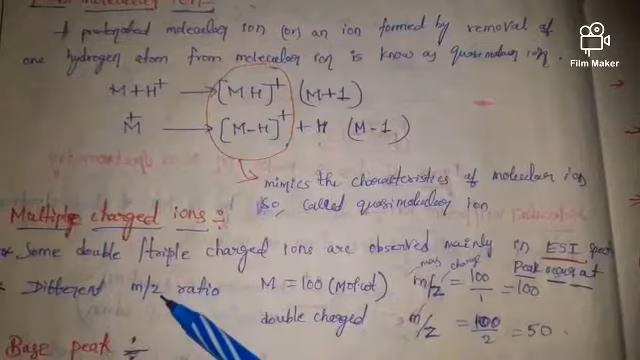 A protonated molecular ion (or) an ion formed by removal of
one hydrogen atom from molecular ion is know as quasimolecular ion.
M+H⁺ → [MH]⁺ (M+1)
M⁺ → [M-H]⁺ + H (M-1)
mimics the characteristics of molecular ion
so, called quasimolecular ion
Multiple charged ions :
* Some double /triple charged ions are observed mainly in ESI
Peak occurs at
Different m/z ratio M = 100 (Mol.wt) m/z = 100/1 = 100
mass charge
double charged m/z = 100/2 = 50.
Base peak :
Film Maker